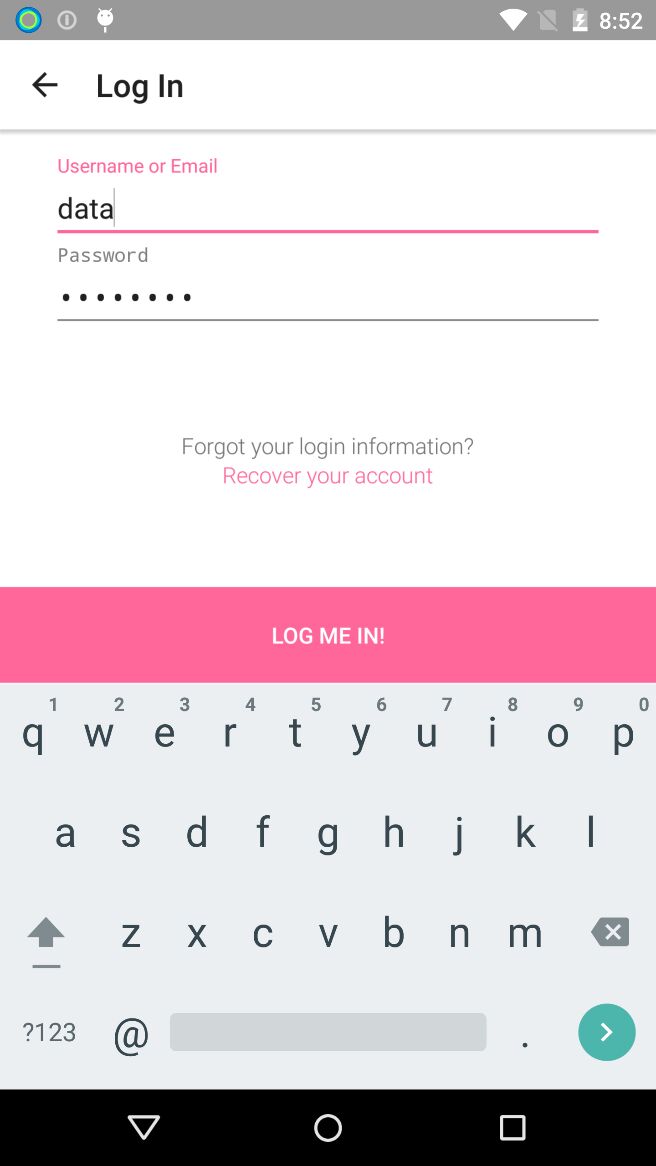 8:52
Log In
Username or Email
data
Password
••••••••
Forgot your login information?
Recover your account
LOG ME IN!
1 2 3 4 5 6 7 8 9 0
q w e r t y u i o p
a s d f g h j k l
z x c v b n m
?123 @ .